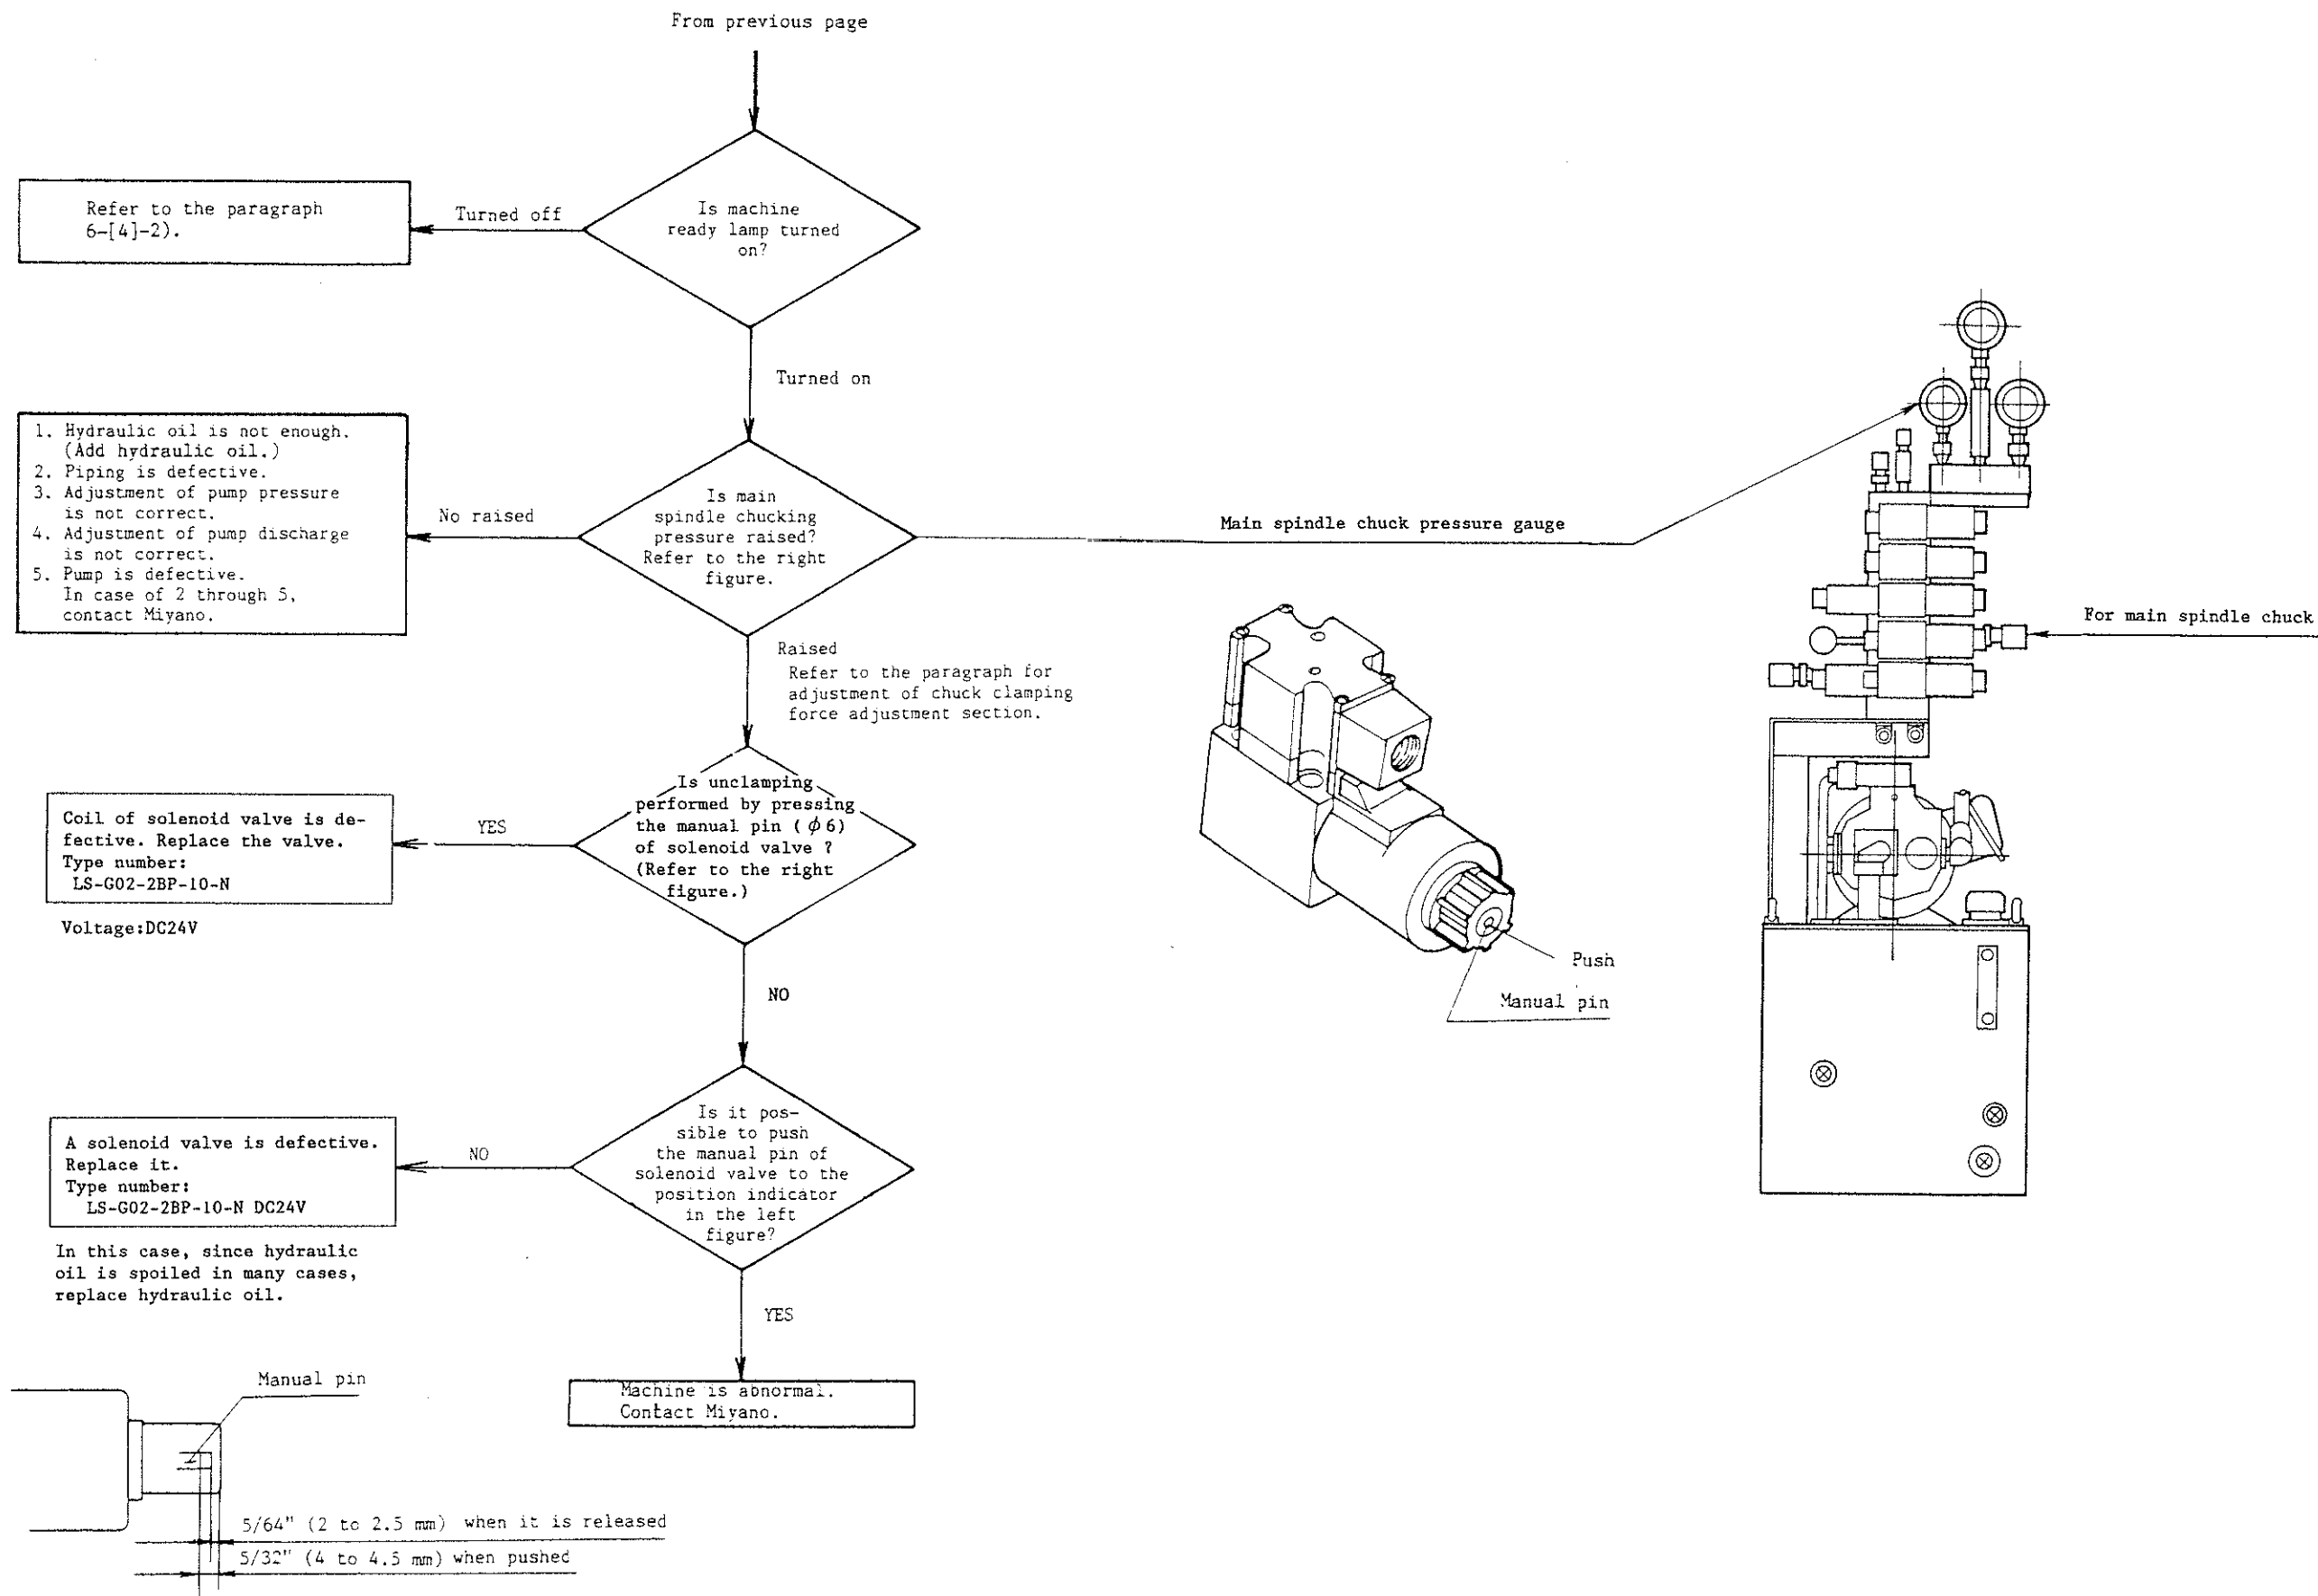 From previous page
Is machine
ready lamp turned
on?
Turned off
Refer to the paragraph
6-[4]-2).
Turned on
Is main
spindle chucking
pressure raised?
Refer to the right
figure.
No raised
1. Hydraulic oil is not enough.
(Add hydraulic oil.)
2. Piping is defective.
3. Adjustment of pump pressure
is not correct.
4. Adjustment of pump discharge
is not correct.
5. Pump is defective.
In case of 2 through 5,
contact Miyano.
Main spindle chuck pressure gauge
For main spindle chuck
Raised
Refer to the paragraph for
adjustment of chuck clamping
force adjustment section.
Is unclamping
performed by pressing
the manual pin (φ6)
of solenoid valve ?
(Refer to the right
figure.)
YES
Coil of solenoid valve is de-
fective. Replace the valve.
Type number:
LS-G02-2BP-10-N
Voltage:DC24V
Push
Manual pin
NO
Is it pos-
sible to push
the manual pin of
solenoid valve to the
position indicator
in the left
figure?
NO
A solenoid valve is defective.
Replace it.
Type number:
LS-G02-2BP-10-N DC24V
In this case, since hydraulic
oil is spoiled in many cases,
replace hydraulic oil.
YES
Machine is abnormal.
Contact Miyano.
Manual pin
5/64" (2 to 2.5 mm) when it is released
5/32" (4 to 4.5 mm) when pushed